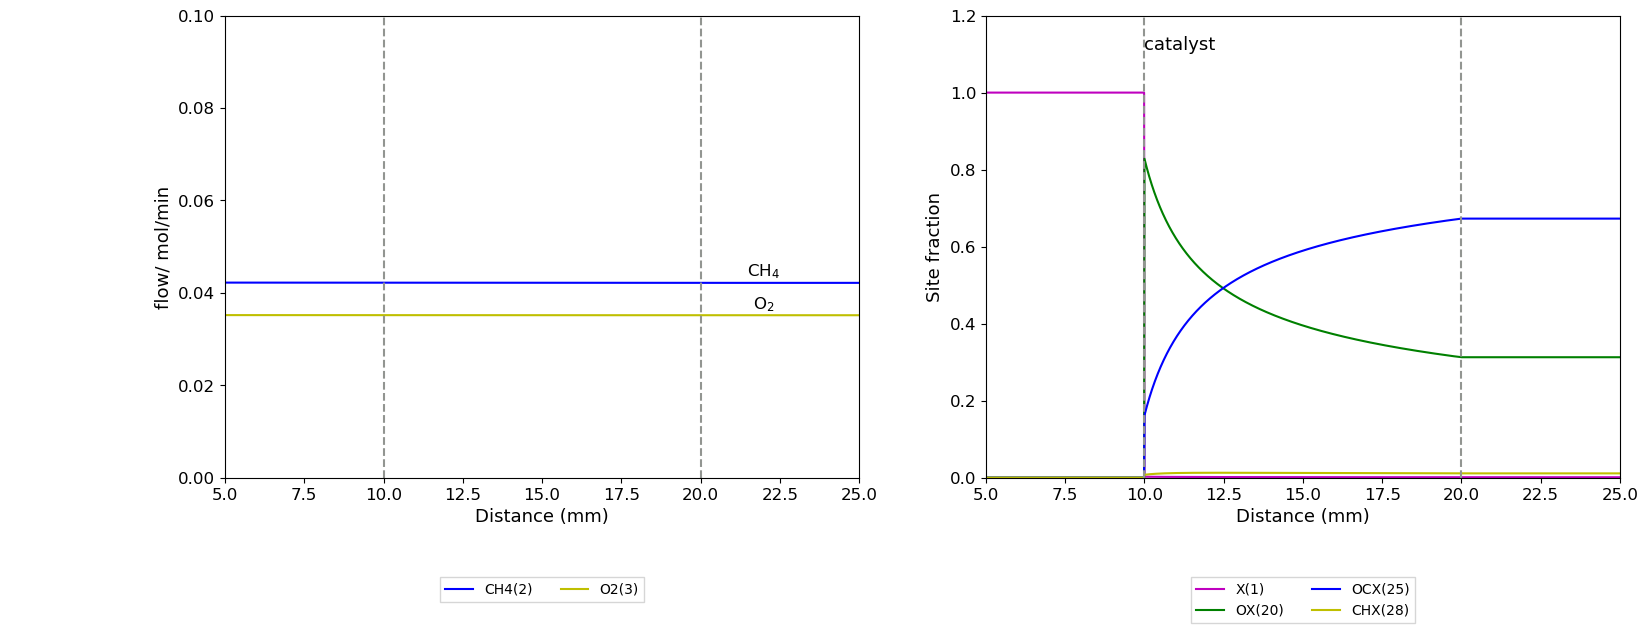 0.10
0.08
0.06
0.04
0.02
0.00
flow/ mol/min
CH₄
O₂
5.0 7.5 10.0 12.5 15.0 17.5 20.0 22.5 25.0
Distance (mm)
CH4(2) O2(3)
1.2
1.0
0.8
0.6
0.4
0.2
0.0
Site fraction
catalyst
5.0 7.5 10.0 12.5 15.0 17.5 20.0 22.5 25.0
Distance (mm)
X(1) OCX(25)
OX(20) CHX(28)